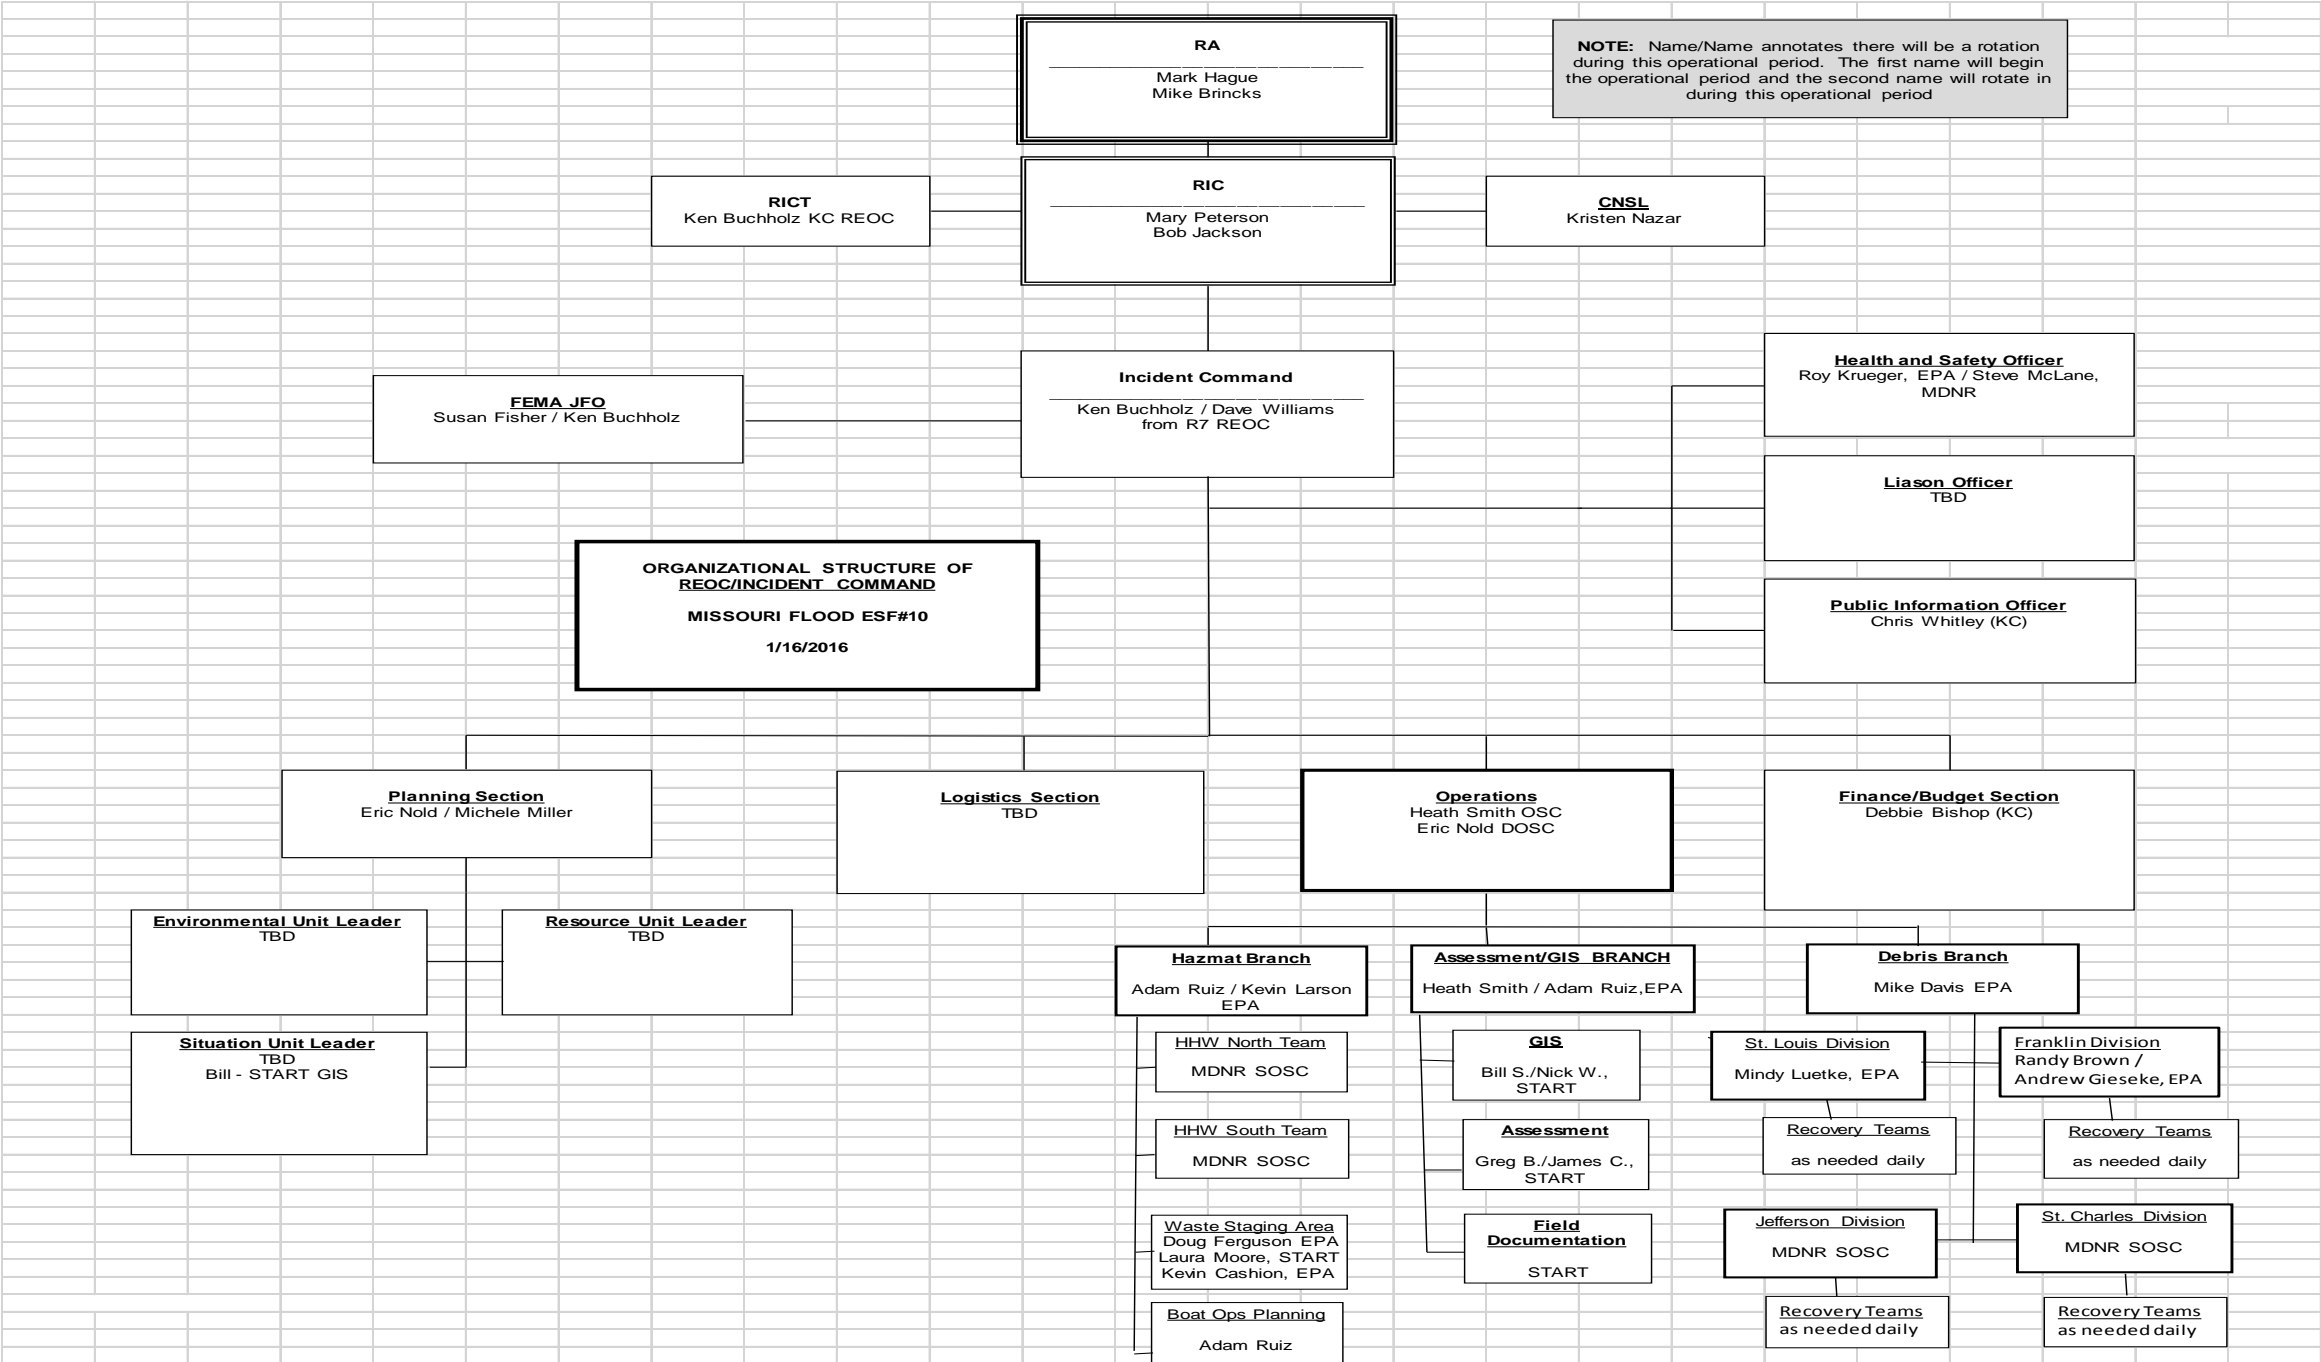 RA
Mark Hague
Mike Brincks
NOTE: Name/Name annotates there will be a rotation
during this operational period. The first name will begin
the operational period and the second name will rotate in
during this operational period
RICT
Ken Buchholz KC REOC
RIC
Mary Peterson
Bob Jackson
CNSL
Kristen Nazar
FEMA JFO
Susan Fisher / Ken Buchholz
Incident Command
Ken Buchholz / Dave Williams
from R7 REOC
Health and Safety Officer
Roy Krueger, EPA / Steve McLane,
MDNR
Liason Officer
TBD
Public Information Officer
Chris Whitley (KC)
ORGANIZATIONAL STRUCTURE OF
REOC/INCIDENT COMMAND
MISSOURI FLOOD ESF#10
1/16/2016
Planning Section
Eric Nold / Michele Miller
Logistics Section
TBD
Operations
Heath Smith OSC
Eric Nold DOSC
Finance/Budget Section
Debbie Bishop (KC)
Environmental Unit Leader
TBD
Resource Unit Leader
TBD
Situation Unit Leader
TBD
Bill - START GIS
Hazmat Branch
Adam Ruiz / Kevin Larson
EPA
Assessment/GIS BRANCH
Heath Smith / Adam Ruiz,EPA
Debris Branch
Mike Davis EPA
HHW North Team
MDNR SOSC
HHW South Team
MDNR SOSC
Waste Staging Area
Doug Ferguson EPA
Laura Moore, START
Kevin Cashion, EPA
Boat Ops Planning
Adam Ruiz
GIS
Bill S./Nick W.,
START
Assessment
Greg B./James C.,
START
Field
Documentation
START
St. Louis Division
Mindy Luetke, EPA
Recovery Teams
as needed daily
Franklin Division
Randy Brown /
Andrew Gieseke, EPA
Recovery Teams
as needed daily
Jefferson Division
MDNR SOSC
Recovery Teams
as needed daily
St. Charles Division
MDNR SOSC
Recovery Teams
as needed daily